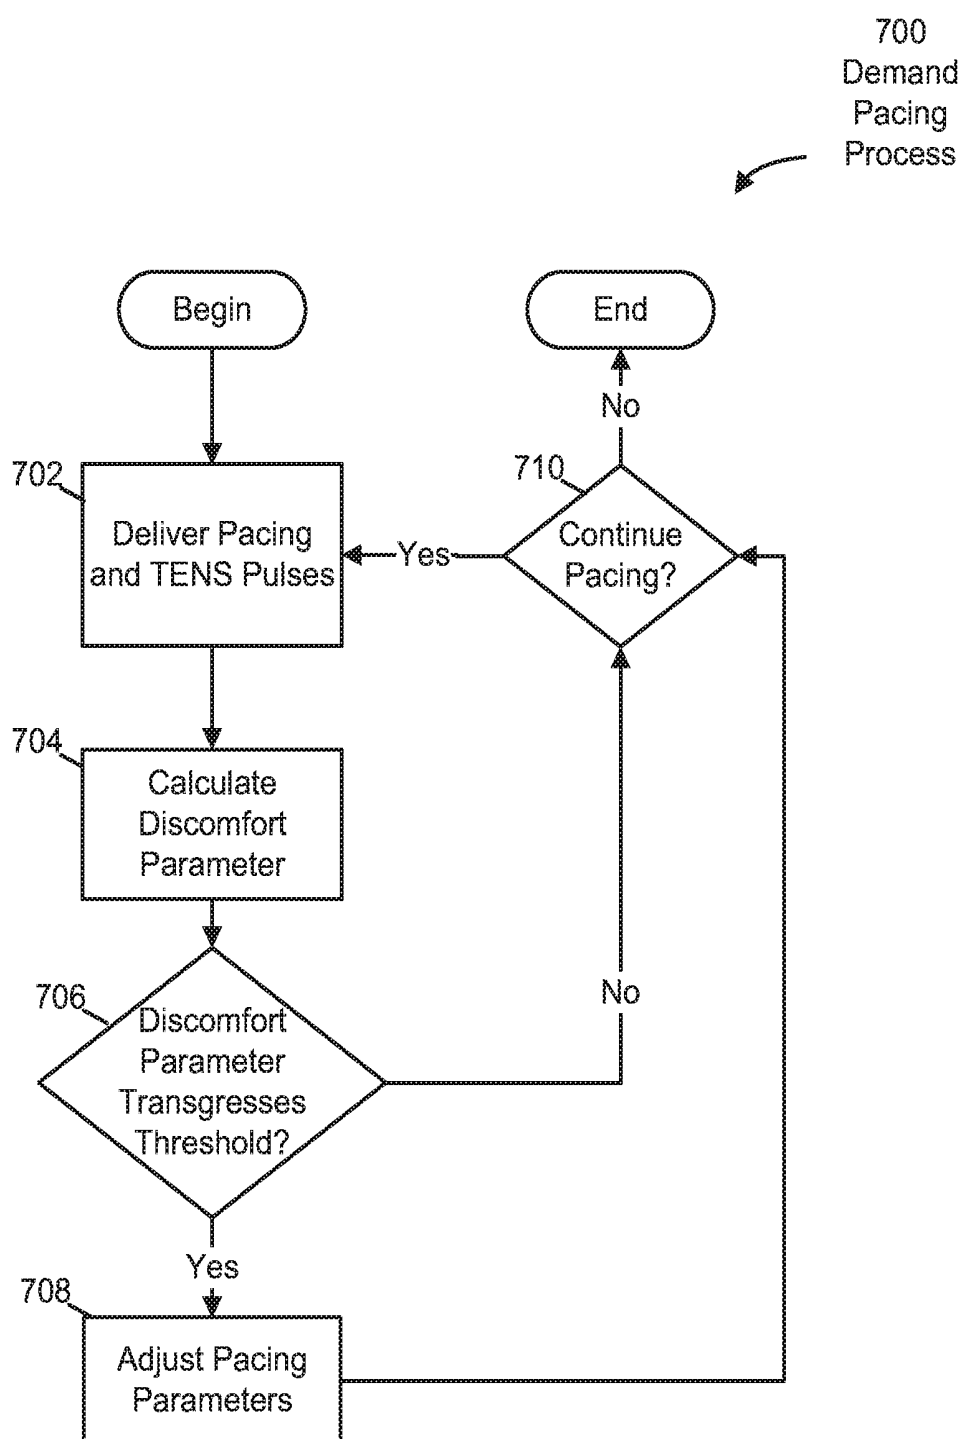 700
Demand
Pacing
Process
Begin
End
No
702
710
Deliver Pacing
and TENS Pulses
Yes
Continue
Pacing?
704
Calculate
Discomfort
Parameter
706
Discomfort
Parameter
Transgresses
Threshold?
No
Yes
708
Adjust Pacing
Parameters